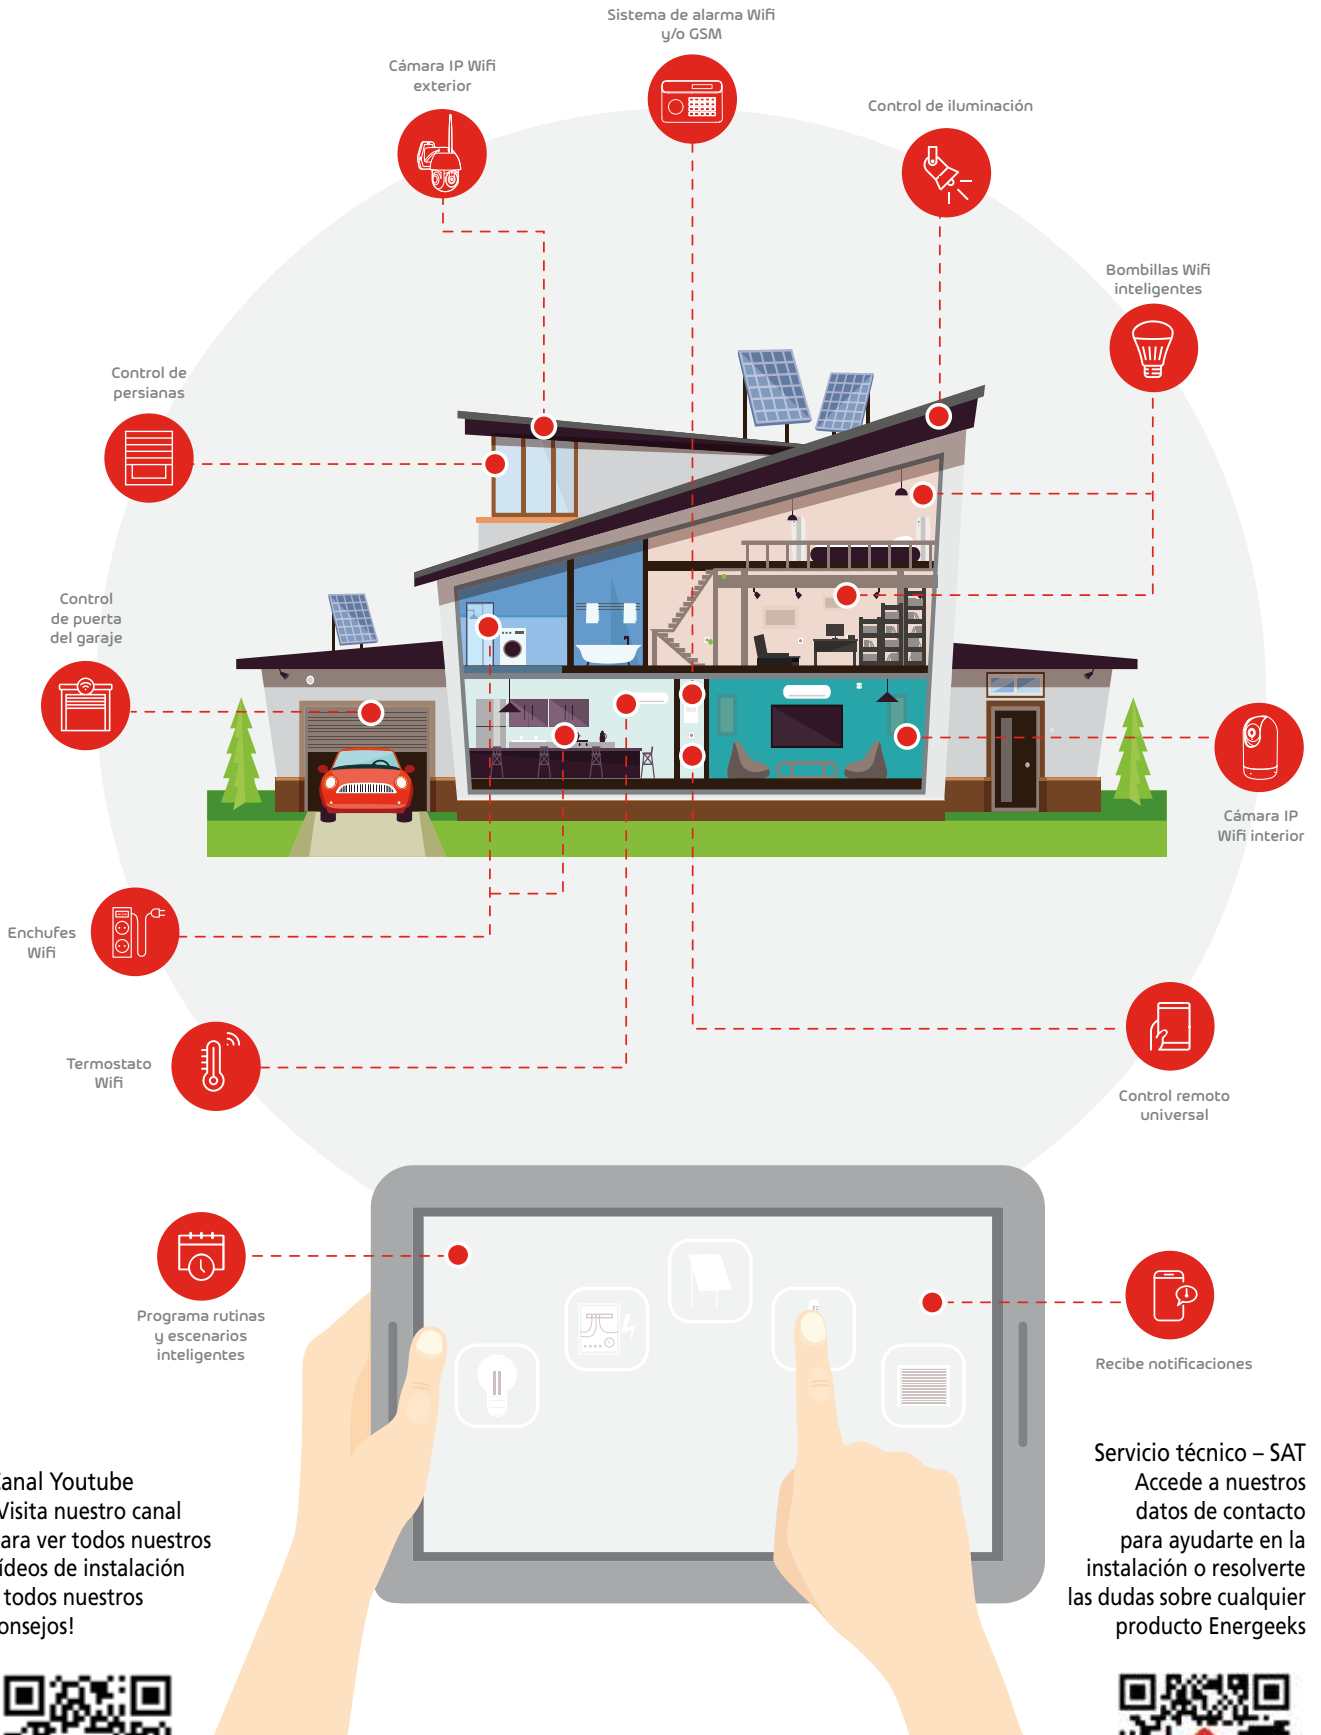 Sistema de alarma Wifi
y/o GSM
Cámara IP Wifi
exterior
Control de iluminación
Bombillas Wifi
inteligentes
Control de
persianas
Control
de puerta
del garaje
Cámara IP
Wifi interior
Enchufes
Wifi
Termostato
Wifi
Control remoto
universal
Programa rutinas
y escenarios
inteligentes
Recibe notificaciones
anal Youtube
Visita nuestro canal
ara ver todos nuestros
ídeos de instalación
todos nuestros
onsejos!
Servicio técnico – SAT
Accede a nuestros
datos de contacto
para ayudarte en la
instalación o resolverte
las dudas sobre cualquier
producto Energeeks